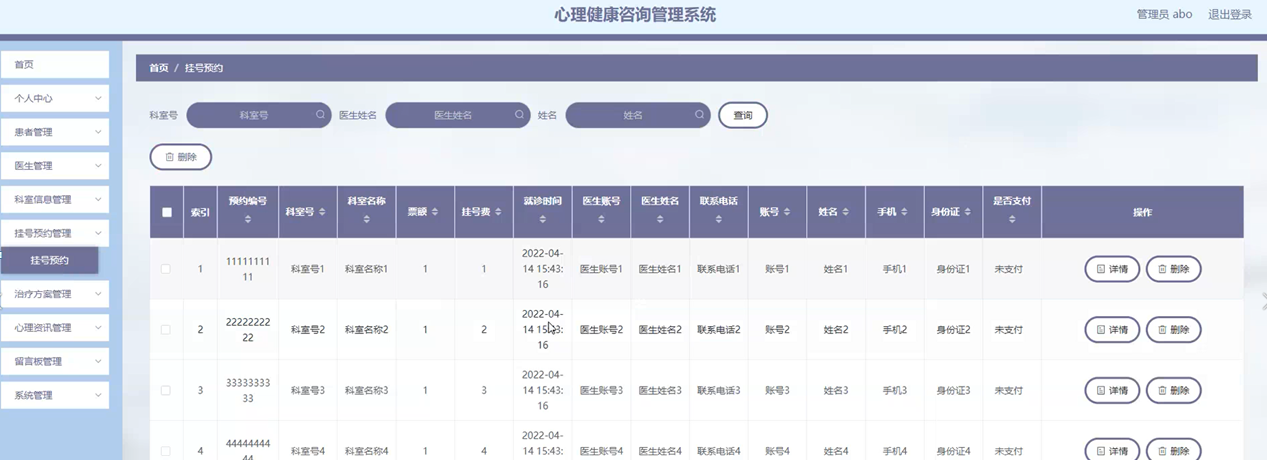 心理健康咨询管理系统
管理员 abo 退出登录
首页
个人中心
患者管理
医生管理
科室信息管理
挂号预约管理
挂号预约
治疗方案管理
心理资讯管理
留言板管理
系统管理
首页 / 挂号预约
科室号 科室号 医生姓名 医生姓名 姓名 姓名 查询
删除
索引 预约编号 科室号 科室名称 票额 挂号费 就诊时间 医生账号 医生姓名 联系电话 账号 姓名 手机 身份证 是否支付 操作
1 1111111111 科室号1 科室名称1 1 1 2022-04-14 15:43:16 医生账号1 医生姓名1 联系电话1 账号1 姓名1 手机1 身份证1 未支付 详情 删除
2 2222222222 科室号2 科室名称2 1 2 2022-04-14 15:43:16 医生账号2 医生姓名2 联系电话2 账号2 姓名2 手机2 身份证2 未支付 详情 删除
3 3333333333 科室号3 科室名称3 1 3 2022-04-14 15:43:16 医生账号3 医生姓名3 联系电话3 账号3 姓名3 手机3 身份证3 未支付 详情 删除
4 4444444444 科室号4 科室名称4 1 4 2022-04-14 15:43: 医生账号4 医生姓名4 联系电话4 账号4 姓名4 手机4 身份证4 未支付 详情 删除